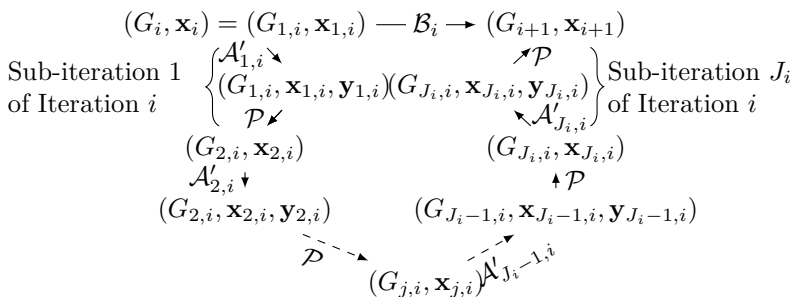 (G_i, x_i) = (G_{1,i}, x_{1,i}) — B_i → (G_{i+1}, x_{i+1})
A'_{1,i} P
Sub-iteration 1 (G_{1,i}, x_{1,i}, y_{1,i}) (G_{J_i,i}, x_{J_i,i}, y_{J_i,i}) Sub-iteration J_i
of Iteration i P A'_{J_i,i} of Iteration i
(G_{2,i}, x_{2,i}) (G_{J_i,i}, x_{J_i,i})
A'_{2,i} P
(G_{2,i}, x_{2,i}, y_{2,i}) (G_{J_i-1,i}, x_{J_i-1,i}, y_{J_i-1,i})
P A'_{J_i-1,i}
(G_{j,i}, x_{j,i})